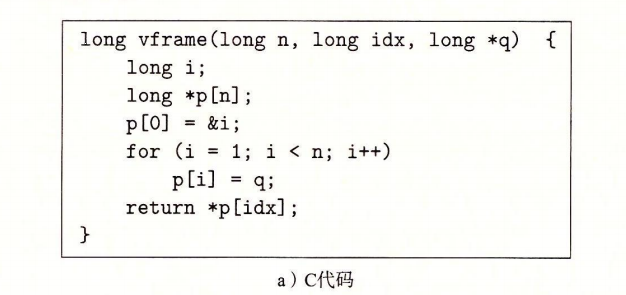 long vframe(long n, long idx, long *q)  {
    long i;
    long *p[n];
    p[0] = &i;
    for (i = 1; i < n; i++)
        p[i] = q;
    return *p[idx];
}
a）C代码